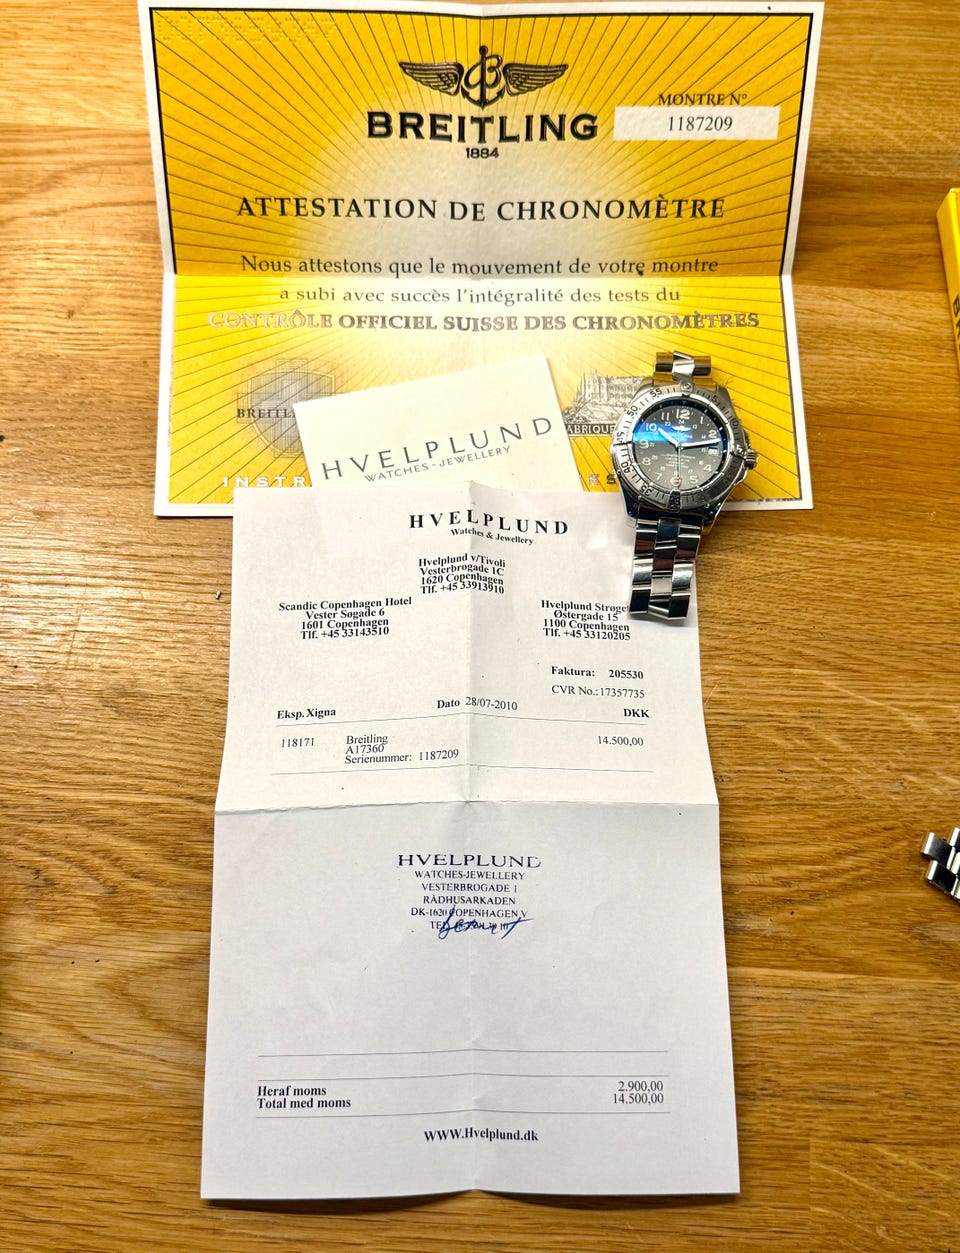 BREITLING
1884
MONTRE N°
1187209
ATTESTATION DE CHRONOMÈTRE
Nous attestons que le mouvement de votre montre
a subi avec succès l'intégralité des tests du
CONTRÔLE OFFICIEL SUISSE DES CHRONOMÈTRES
HVELPLUND
WATCHES-JEWELLERY
HVELPLUND
Watches & Jewellery
Hvelplund v/Tivoli
Vesterbrogade 1C
1620 Copenhagen
Tlf. +45 33913910
Scandic Copenhagen Hotel
Vester Søgade 6
1601 Copenhagen
Tlf. +45 33143510
Hvelplund Strøget
Østergade 15
1100 Copenhagen
Tlf. +45 33120205
Faktura: 205530
CVR No.: 17357735
Eksp. Xigna Dato 28/07-2010 DKK
118171 Breitling 14.500,00
A17360
Serienummer: 1187209
HVELPLUND
WATCHES-JEWELLERY
VESTERBROGADE 1
RÅDHUSARKADEN
DK-1620 COPENHAGEN V
Heraf moms 2.900,00
Total med moms 14.500,00
WWW.Hvelplund.dk